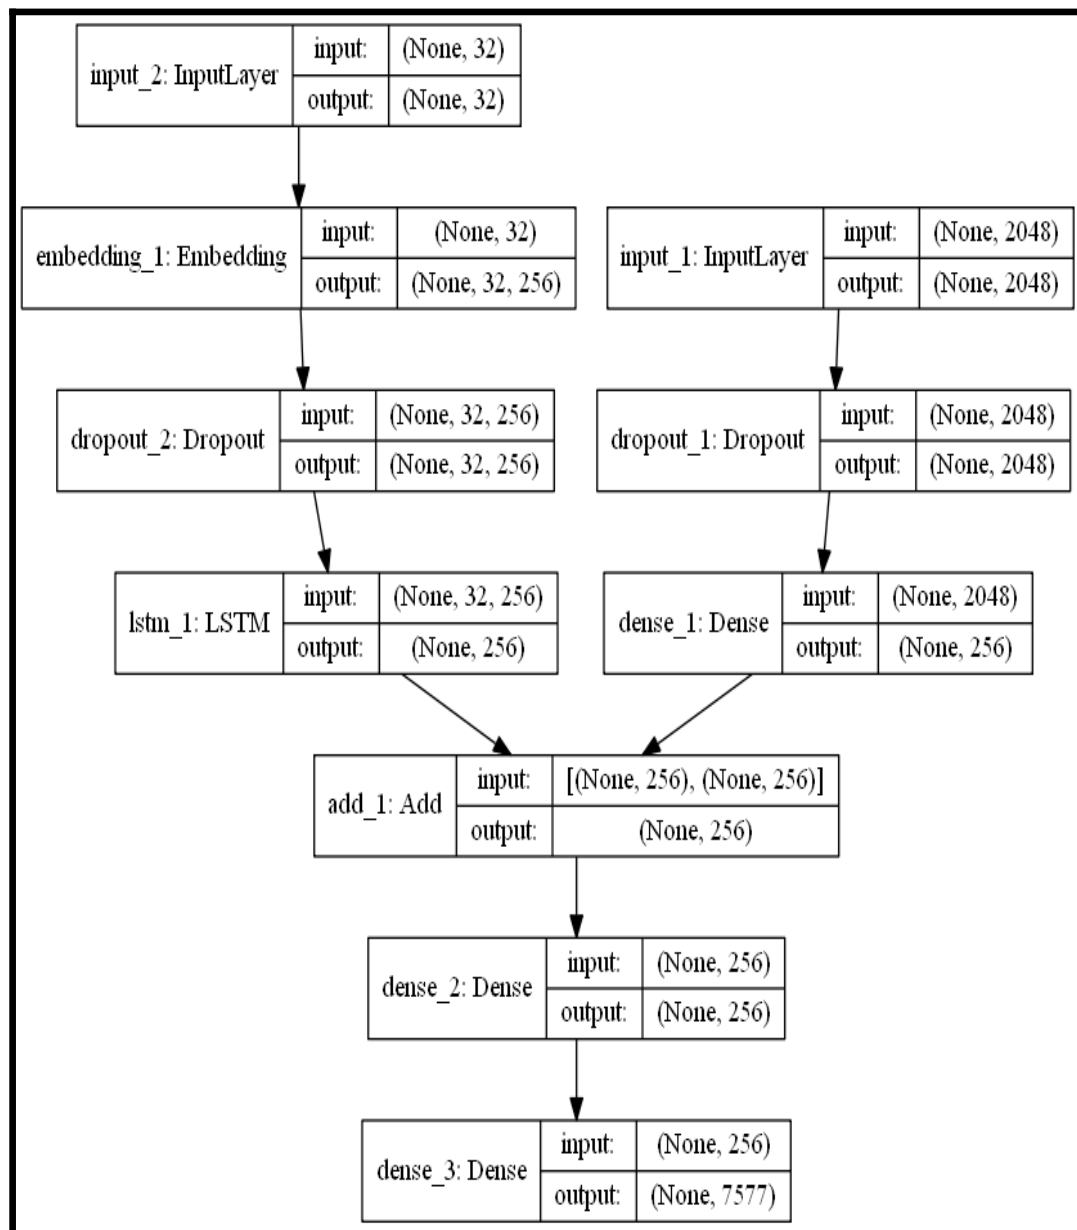 input_2: InputLayer
input: (None, 32)
output: (None, 32)
embedding_1: Embedding
input: (None, 32)
output: (None, 32, 256)
input_1: InputLayer
input: (None, 2048)
output: (None, 2048)
dropout_2: Dropout
input: (None, 32, 256)
output: (None, 32, 256)
dropout_1: Dropout
input: (None, 2048)
output: (None, 2048)
lstm_1: LSTM
input: (None, 32, 256)
output: (None, 256)
dense_1: Dense
input: (None, 2048)
output: (None, 256)
add_1: Add
input: [(None, 256), (None, 256)]
output: (None, 256)
dense_2: Dense
input: (None, 256)
output: (None, 256)
dense_3: Dense
input: (None, 256)
output: (None, 7577)